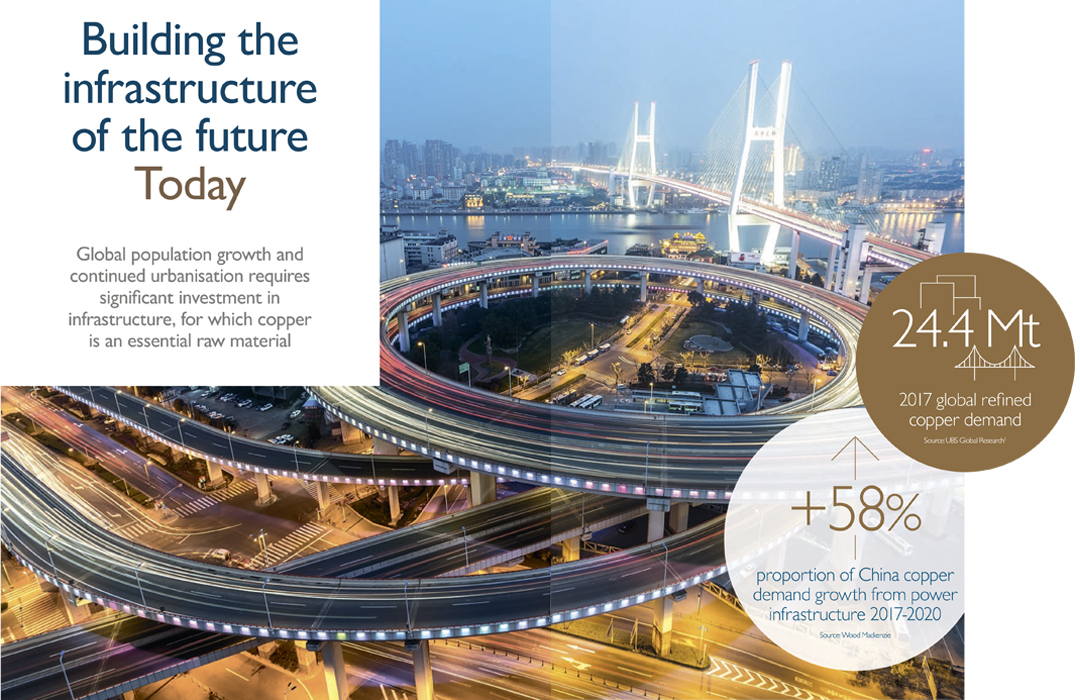 Building the
infrastructure
of the future
Today
Global population growth and
continued urbanisation requires
significant investment in
infrastructure, for which copper
is an essential raw material
24.4 Mt
2017 global refined
copper demand
Source: UBS Global Research¹
+58%
proportion of China copper
demand growth from power
infrastructure 2017-2020
Source: Wood Mackenzie